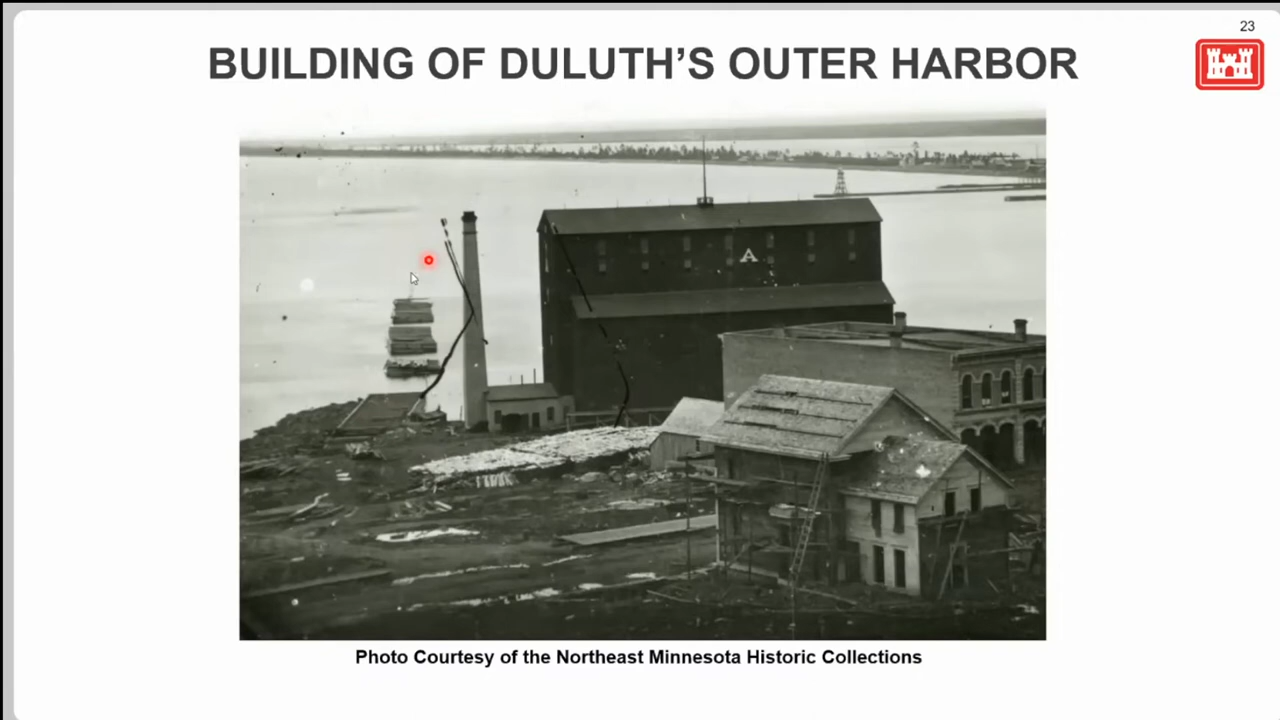 23
BUILDING OF DULUTH’S OUTER HARBOR
A
Photo Courtesy of the Northeast Minnesota Historic Collections